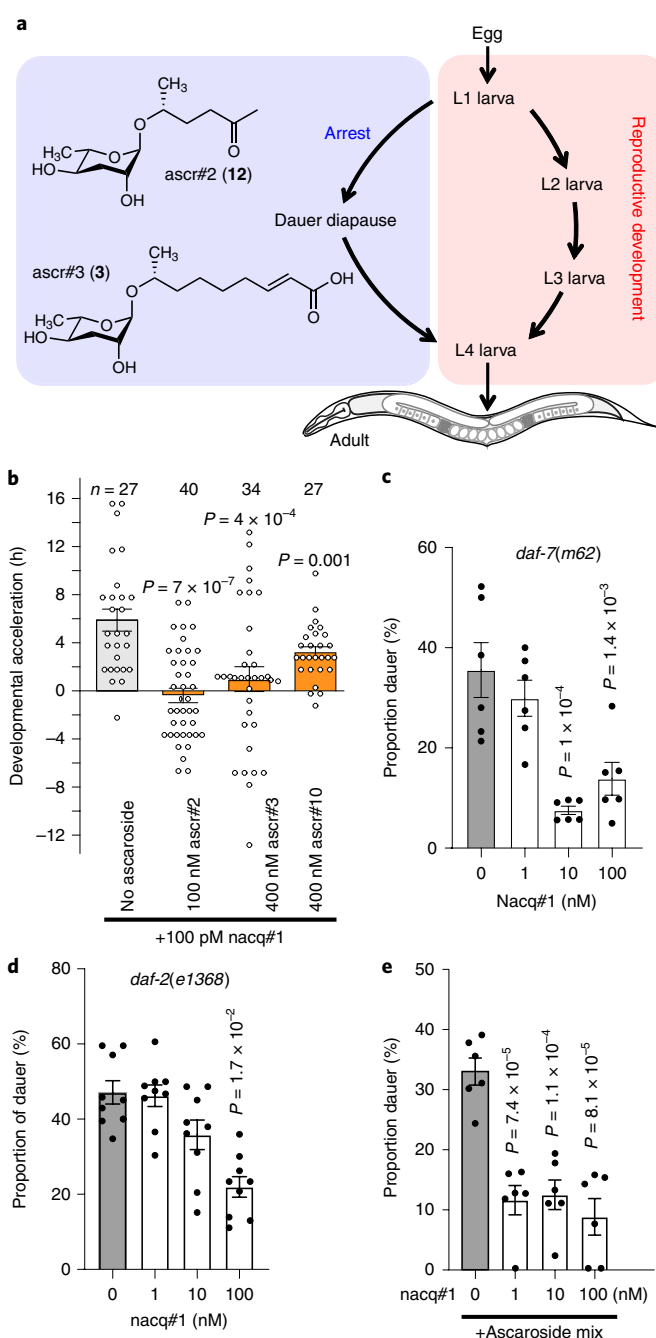 a
Egg
L1 larva
Arrest
L2 larva
Dauer diapause
L3 larva
L4 larva
Reproductive development
Adult
CH₃
O
O
H₃C
O
HO
OH
ascr#2 (12)
ascr#3 (3)
CH₃
O
OH
O
H₃C
O
HO
OH
b
n = 27 40 34 27
P = 4 × 10⁻⁴
P = 0.001
P = 7 × 10⁻⁷
Developmental acceleration (h)
16
12
8
4
0
−4
−8
−12
No ascaroside
100 nM ascr#2
400 nM ascr#3
400 nM ascr#10
+100 pM nacq#1
c
daf-7(m62)
P = 1 × 10⁻⁴
P = 1.4 × 10⁻³
Proportion dauer (%)
60
40
20
0
0 1 10 100
Nacq#1 (nM)
d
daf-2(e1368)
P = 1.7 × 10⁻²
Proportion of dauer (%)
80
60
40
20
0
0 1 10 100
nacq#1 (nM)
e
P = 7.4 × 10⁻⁵
P = 1.1 × 10⁻⁴
P = 8.1 × 10⁻⁵
Proportion dauer (%)
50
40
30
20
10
0
nacq#1 0 1 10 100 (nM)
+Ascaroside mix